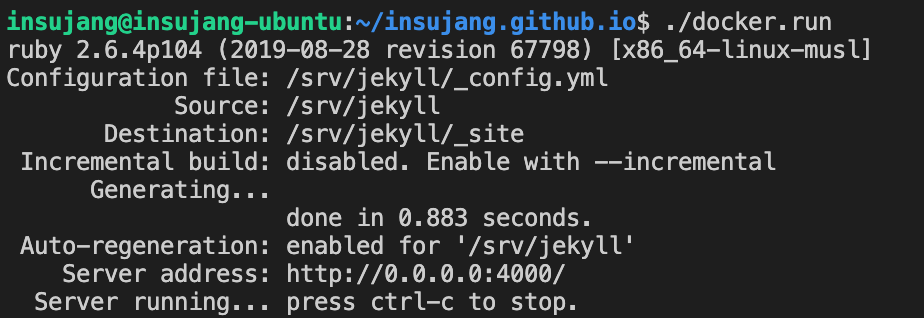 insujang@insujang-ubuntu:~/insujang.github.io$ ./docker.run
ruby 2.6.4p104 (2019-08-28 revision 67798) [x86_64-linux-musl]
Configuration file: /srv/jekyll/_config.yml
Source: /srv/jekyll
Destination: /srv/jekyll/_site
Incremental build: disabled. Enable with --incremental
Generating...
done in 0.883 seconds.
Auto-regeneration: enabled for '/srv/jekyll'
Server address: http://0.0.0.0:4000/
Server running... press ctrl-c to stop.